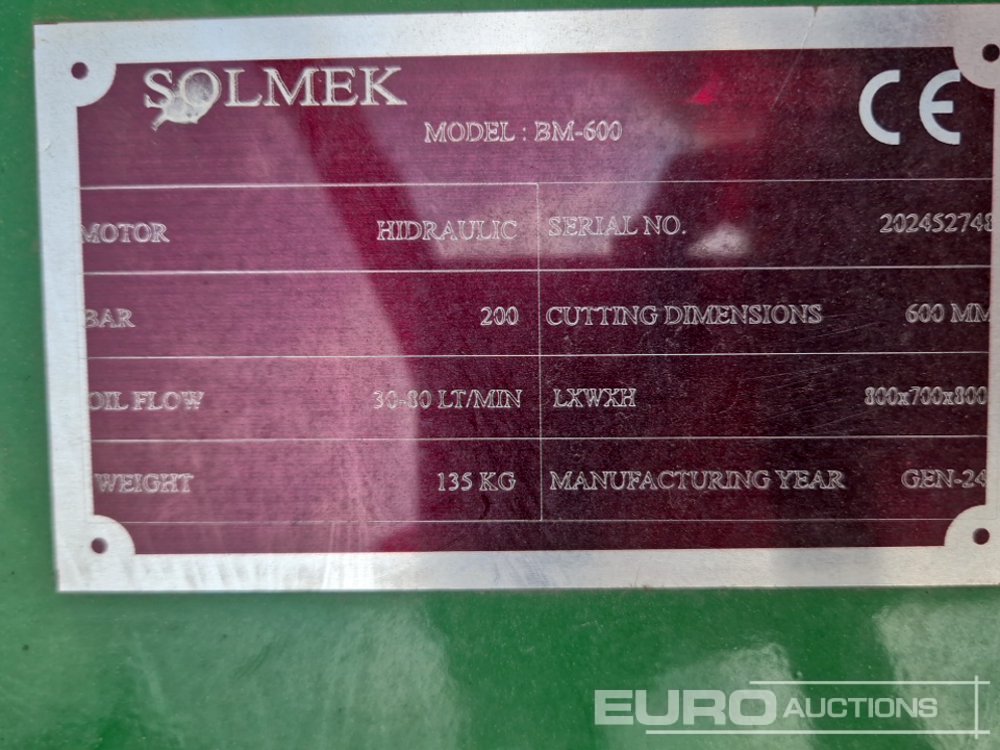 SOLMEK
CE
MODEL : BM-600
MOTOR HIDRAULIC SERIAL NO. 202452748
BAR 200 CUTTING DIMENSIONS 600 MM
OIL FLOW 30-80 LT/MIN LXWXH 800x700x800
WEIGHT 135 KG MANUFACTURING YEAR GEN-24
EURO AUCTIONS